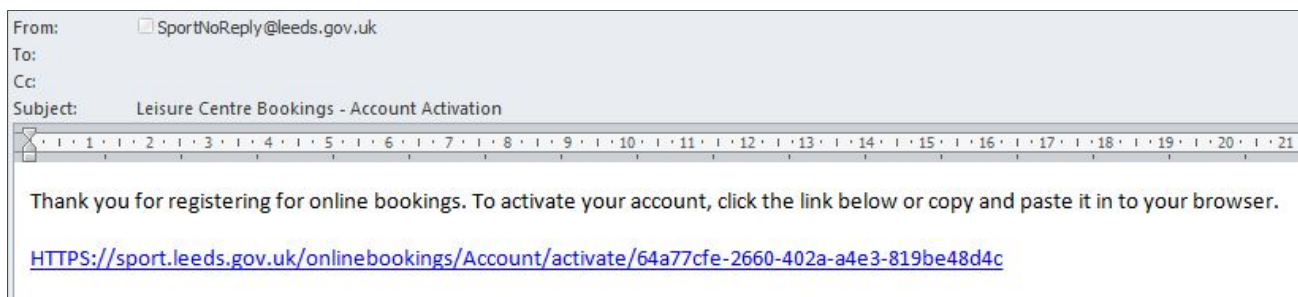 From: SportNoReply@leeds.gov.uk
To:
Cc:
Subject: Leisure Centre Bookings - Account Activation
1 2 3 4 5 6 7 8 9 10 11 12 13 14 15 16 17 18 19 20 21
Thank you for registering for online bookings. To activate your account, click the link below or copy and paste it in to your browser.
HTTPS://sport.leeds.gov.uk/onlinebookings/Account/activate/64a77cfe-2660-402a-a4e3-819be48d4c